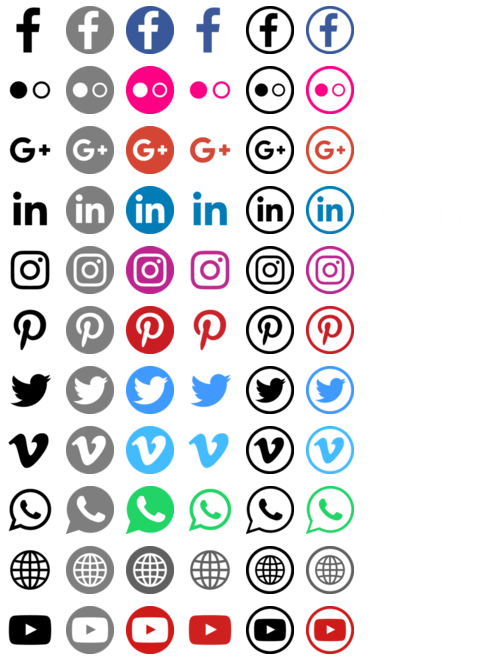 f f f f f f
G+ G+ G+ G+ G+ G+
in in in in in in
P P P P P P
v v v v v v